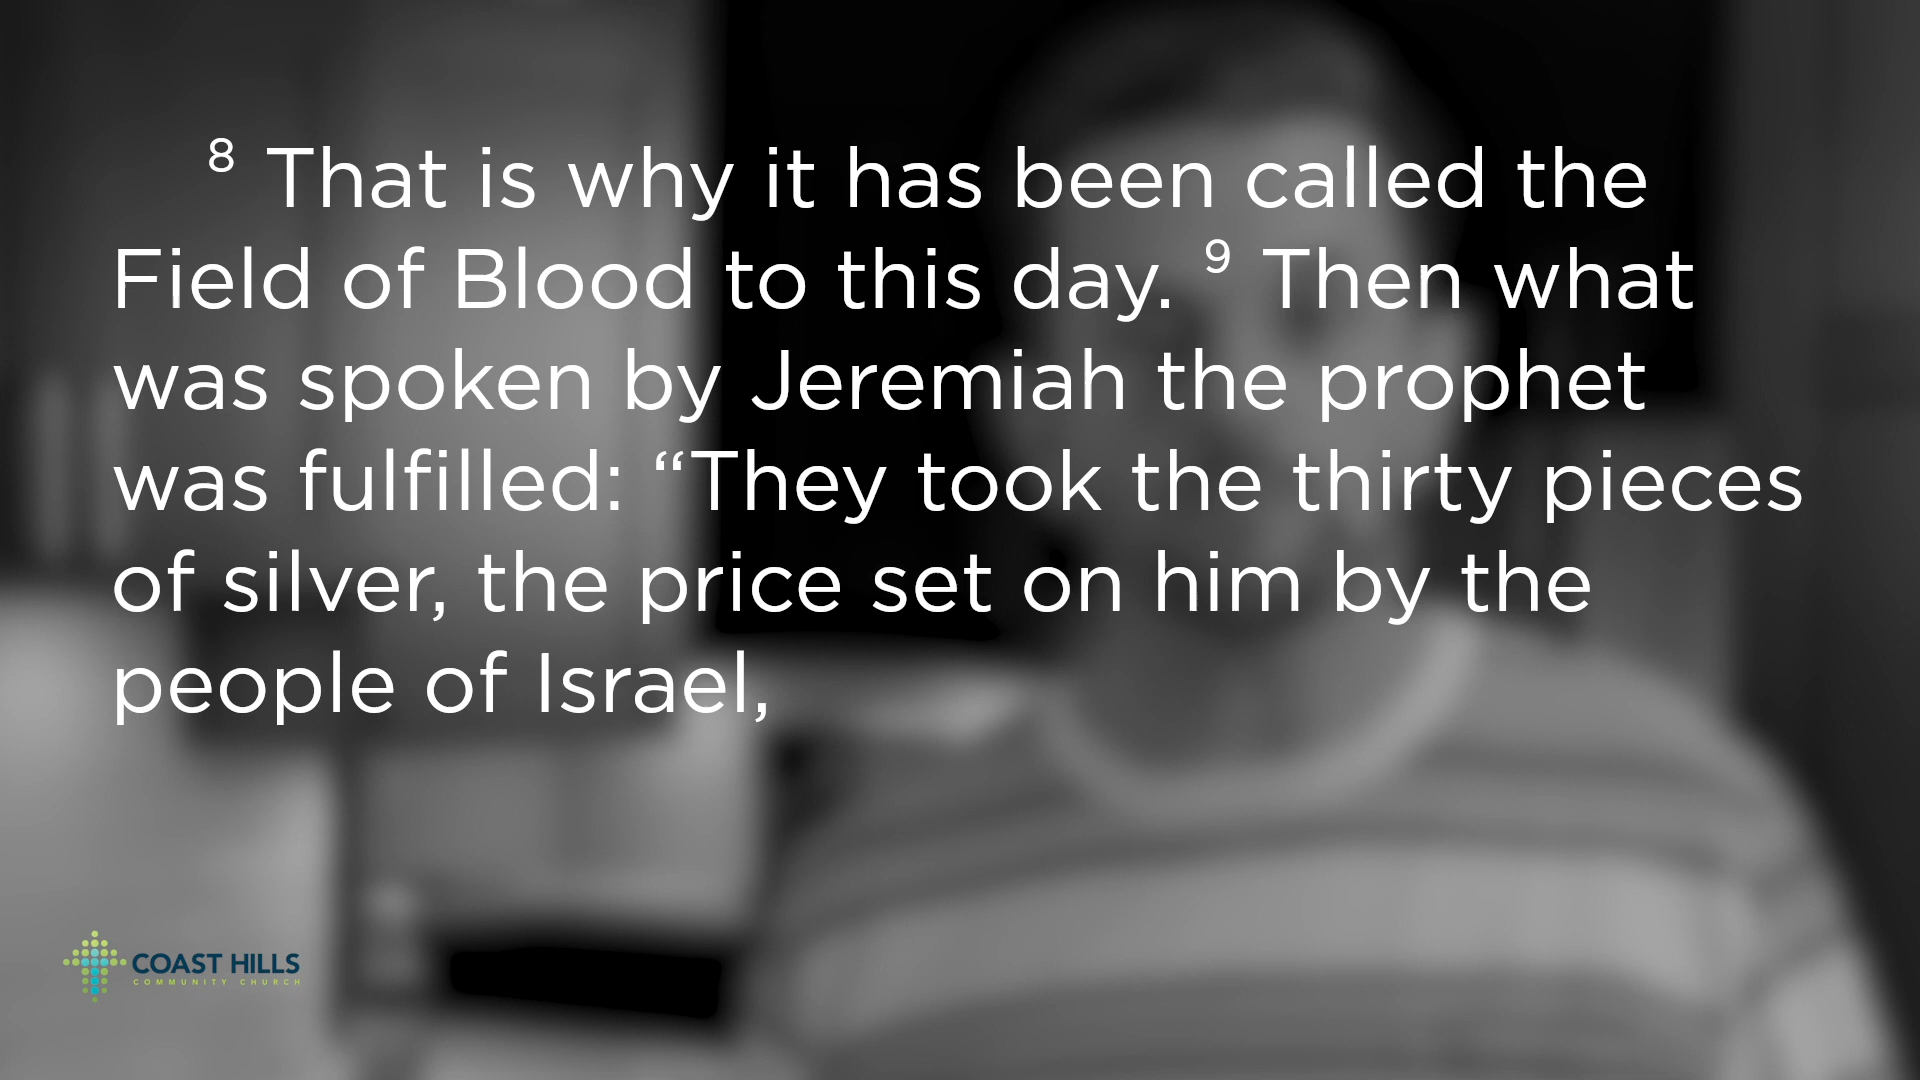 ⁸ That is why it has been called the
Field of Blood to this day. ⁹ Then what
was spoken by Jeremiah the prophet
was fulfilled: “They took the thirty pieces
of silver, the price set on him by the
people of Israel,
COAST HILLS
COMMUNITY CHURCH